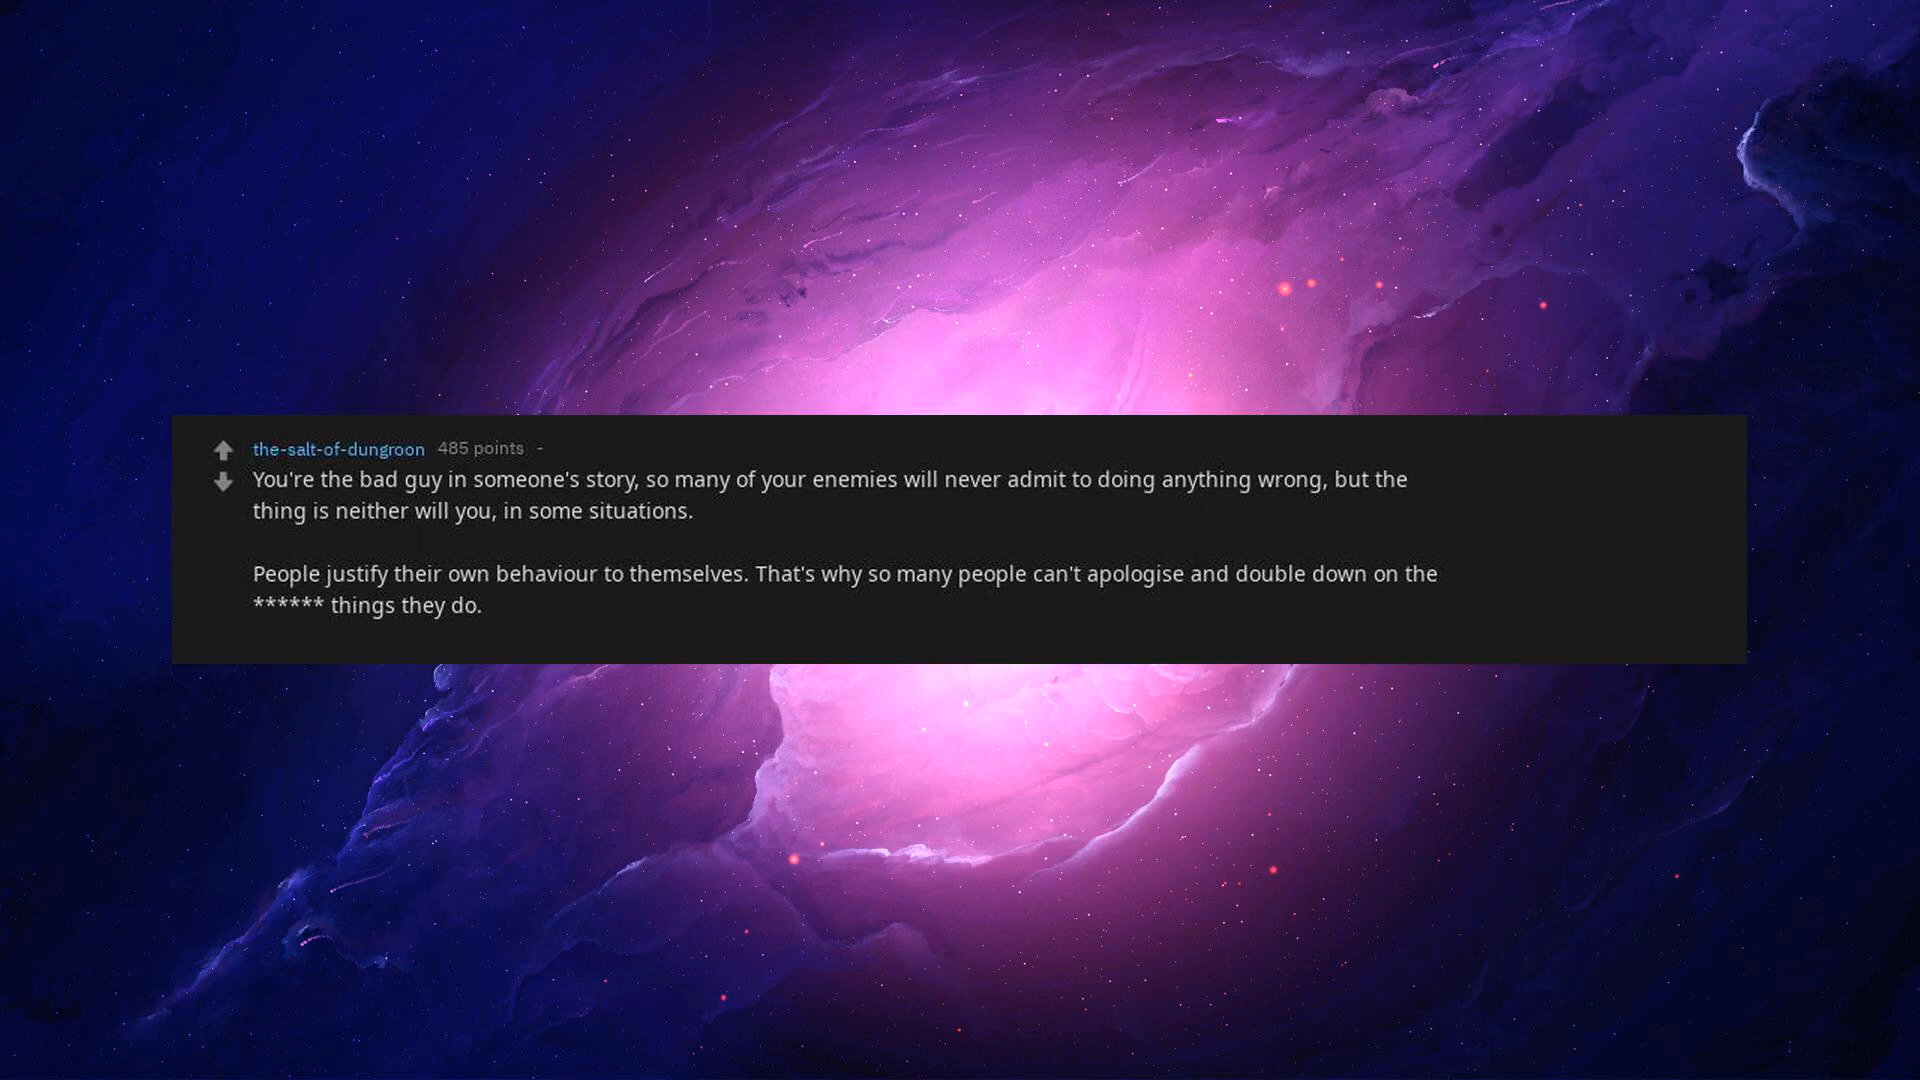 the-salt-of-dungroon 485 points -
You're the bad guy in someone's story, so many of your enemies will never admit to doing anything wrong, but the
thing is neither will you, in some situations.
People justify their own behaviour to themselves. That's why so many people can't apologise and double down on the
****** things they do.